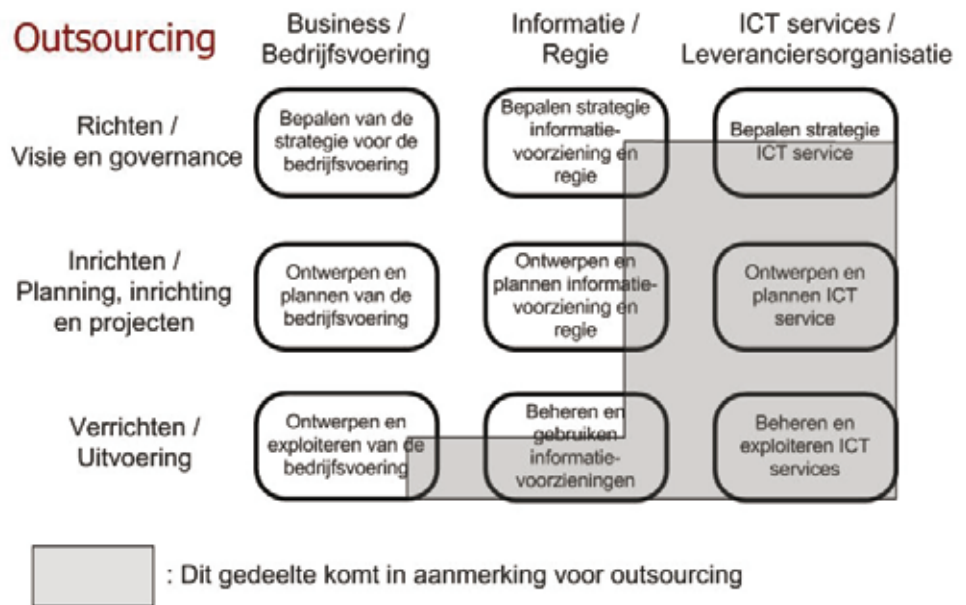 Outsourcing
Business /
Bedrijfsvoering
Informatie /
Regie
ICT services /
Leveranciersorganisatie
Richten /
Visie en governance
Bepalen van de
strategie voor de
bedrijfsvoering
Bepalen strategie
informatie-
voorziening en
regie
Bepalen strategie
ICT service
Inrichten /
Planning, inrichting
en projecten
Ontwerpen en
plannen van de
bedrijfsvoering
Ontwerpen en
plannen informatie-
voorziening en
regie
Ontwerpen en
plannen ICT
service
Verrichten /
Uitvoering
Ontwerpen en
exploiteren van de
bedrijfsvoering
Beheren en
gebruiken
informatie-
voorzieningen
Beheren en
exploiteren ICT
services
: Dit gedeelte komt in aanmerking voor outsourcing